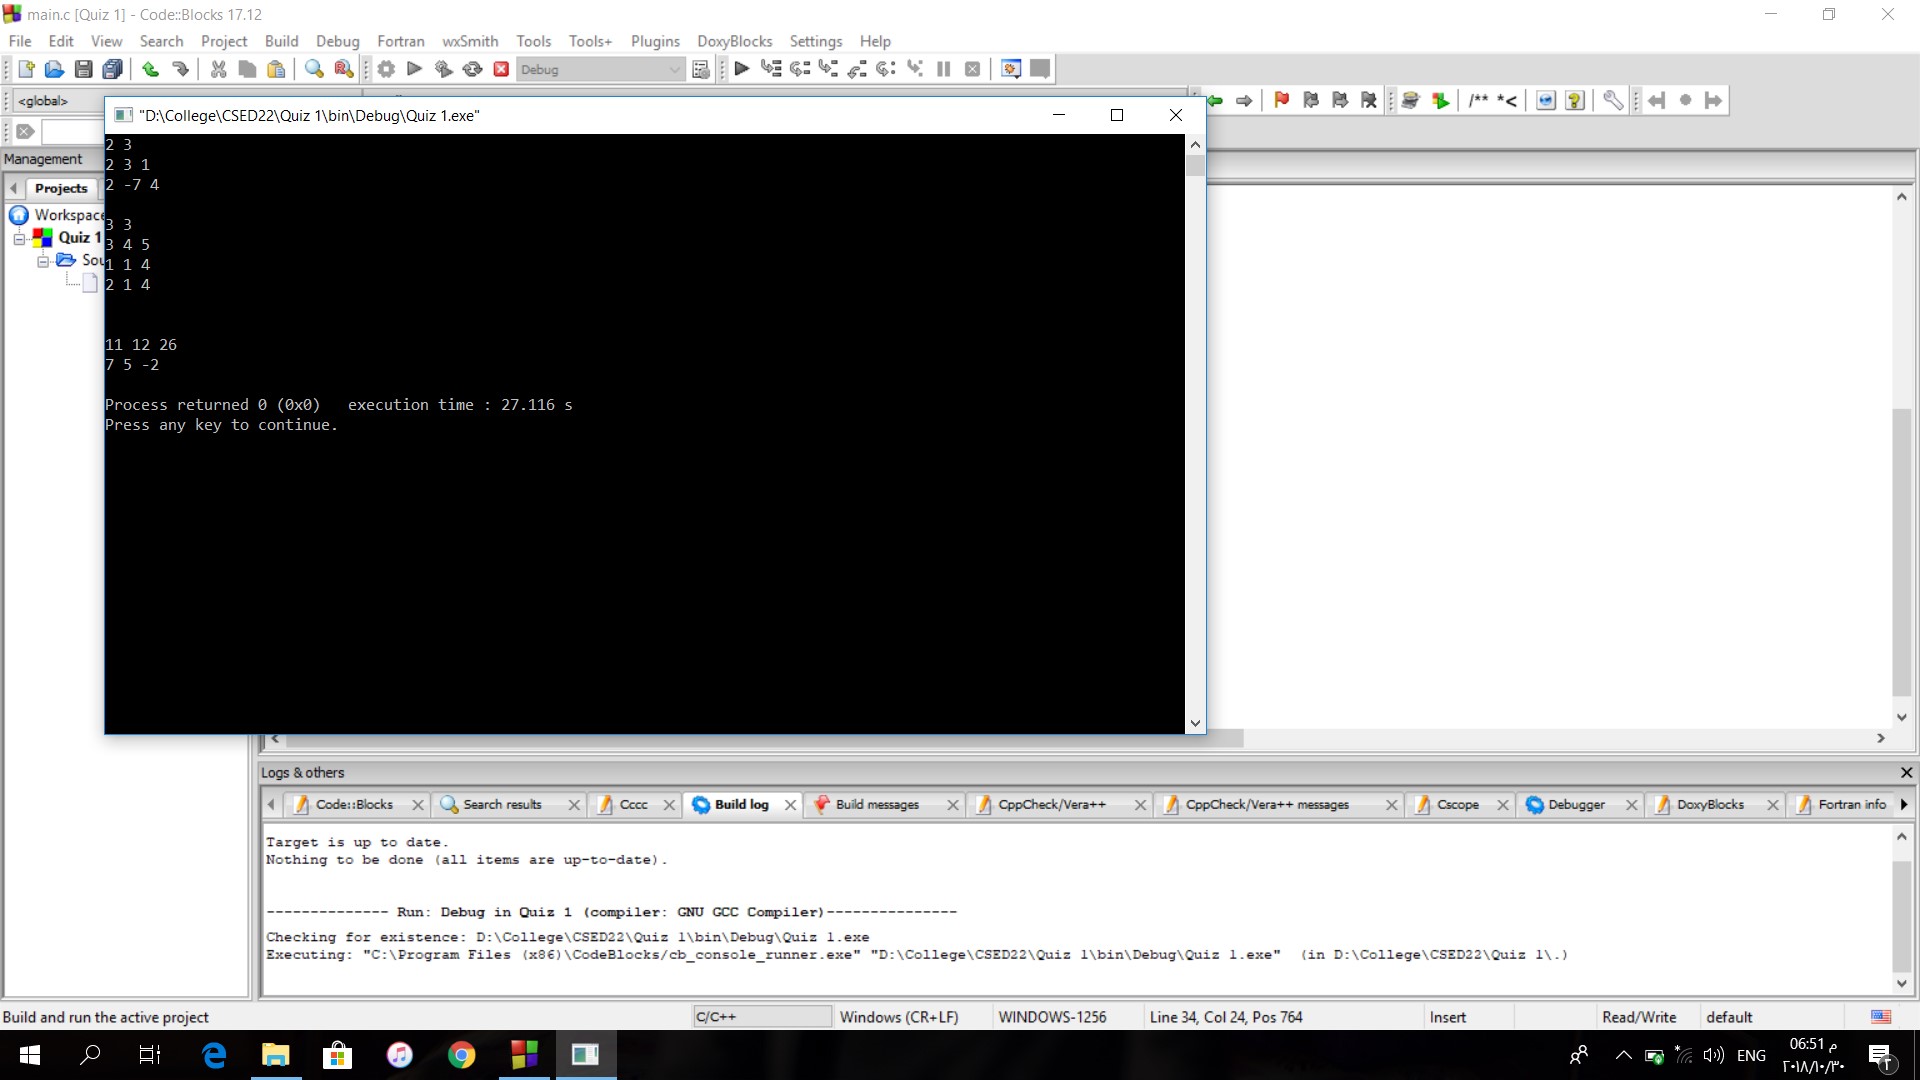 main.c [Quiz 1] - Code::Blocks 17.12
File Edit View Search Project Build Debug Fortran wxSmith Tools Tools+ Plugins DoxyBlocks Settings Help
Debug
<global>
/** *<
"D:\College\CSED22\Quiz 1\bin\Debug\Quiz 1.exe"
Management
Projects
Workspace
Quiz 1
Sou
2 3
2 3 1
2 -7 4
3 3
3 4 5
1 1 4
2 1 4
11 12 26
7 5 -2
Process returned 0 (0x0)   execution time : 27.116 s
Press any key to continue.
Logs & others
Code::Blocks Search results Cccc Build log Build messages CppCheck/Vera++ CppCheck/Vera++ messages Cscope Debugger DoxyBlocks Fortran info
Target is up to date.
Nothing to be done (all items are up-to-date).
-------------- Run: Debug in Quiz 1 (compiler: GNU GCC Compiler)---------------
Checking for existence: D:\College\CSED22\Quiz 1\bin\Debug\Quiz 1.exe
Executing: "C:\Program Files (x86)\CodeBlocks/cb_console_runner.exe" "D:\College\CSED22\Quiz 1\bin\Debug\Quiz 1.exe"  (in D:\College\CSED22\Quiz 1\.)
Build and run the active project C/C++ Windows (CR+LF) WINDOWS-1256 Line 34, Col 24, Pos 764 Insert Read/Write default
ENG
06:51 م
٢٠١٨/١٠/٣٠
٢